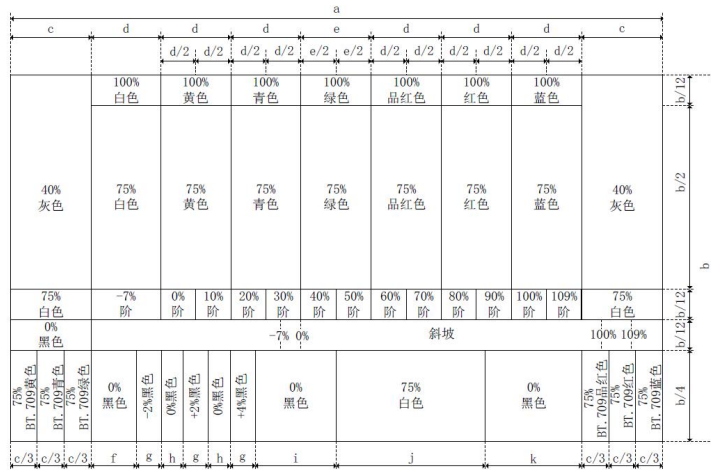 a
c d d d e d d d c
d/2 d/2 d/2 d/2 e/2 e/2 d/2 d/2 d/2 d/2 d/2 d/2
100% 100% 100% 100% 100% 100% 100%
白色 黄色 青色 绿色 品红色 红色 蓝色
b/12
40% 75% 75% 75% 75% 75% 75% 75% 40%
灰色 白色 黄色 青色 绿色 品红色 红色 蓝色 灰色
b/2
b
75% -7% 0% 10% 20% 30% 40% 50% 60% 70% 80% 90% 100% 109% 75%
白色 阶 阶 阶 阶 阶 阶 阶 阶 阶 阶 阶 阶 阶 白色
b/12
0%
黑色
-7% 0% 斜坡 100% 109%
b/12
75%
BT.709黄色
75%
BT.709青色
75%
BT.709绿色
0%
黑色
-2%黑色
0%黑色
+2%黑色
0%黑色
+4%黑色
0%
黑色
75%
白色
0%
黑色
75%
BT.709品红色
75%
BT.709红色
75%
BT.709蓝色
b/4
c/3 c/3 c/3 f g h g h g i j k c/3 c/3 c/3